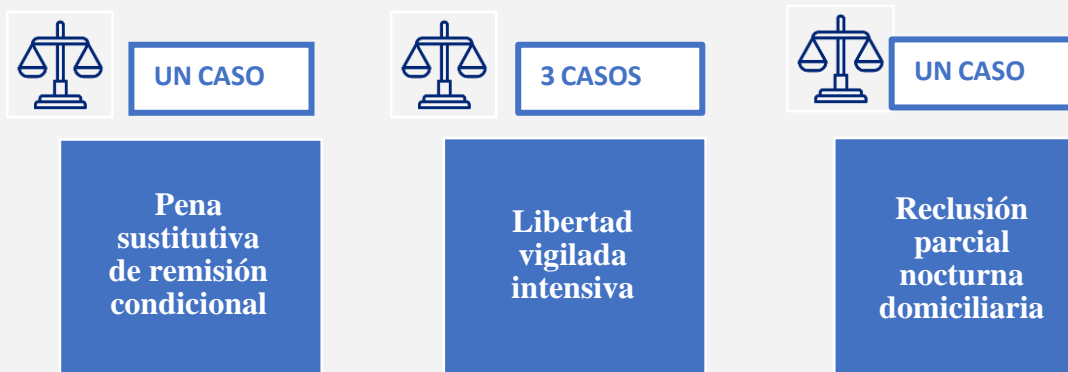 UN CASO
Pena
sustitutiva
de remisión
condicional
3 CASOS
Libertad
vigilada
intensiva
UN CASO
Reclusión
parcial
nocturna
domiciliaria